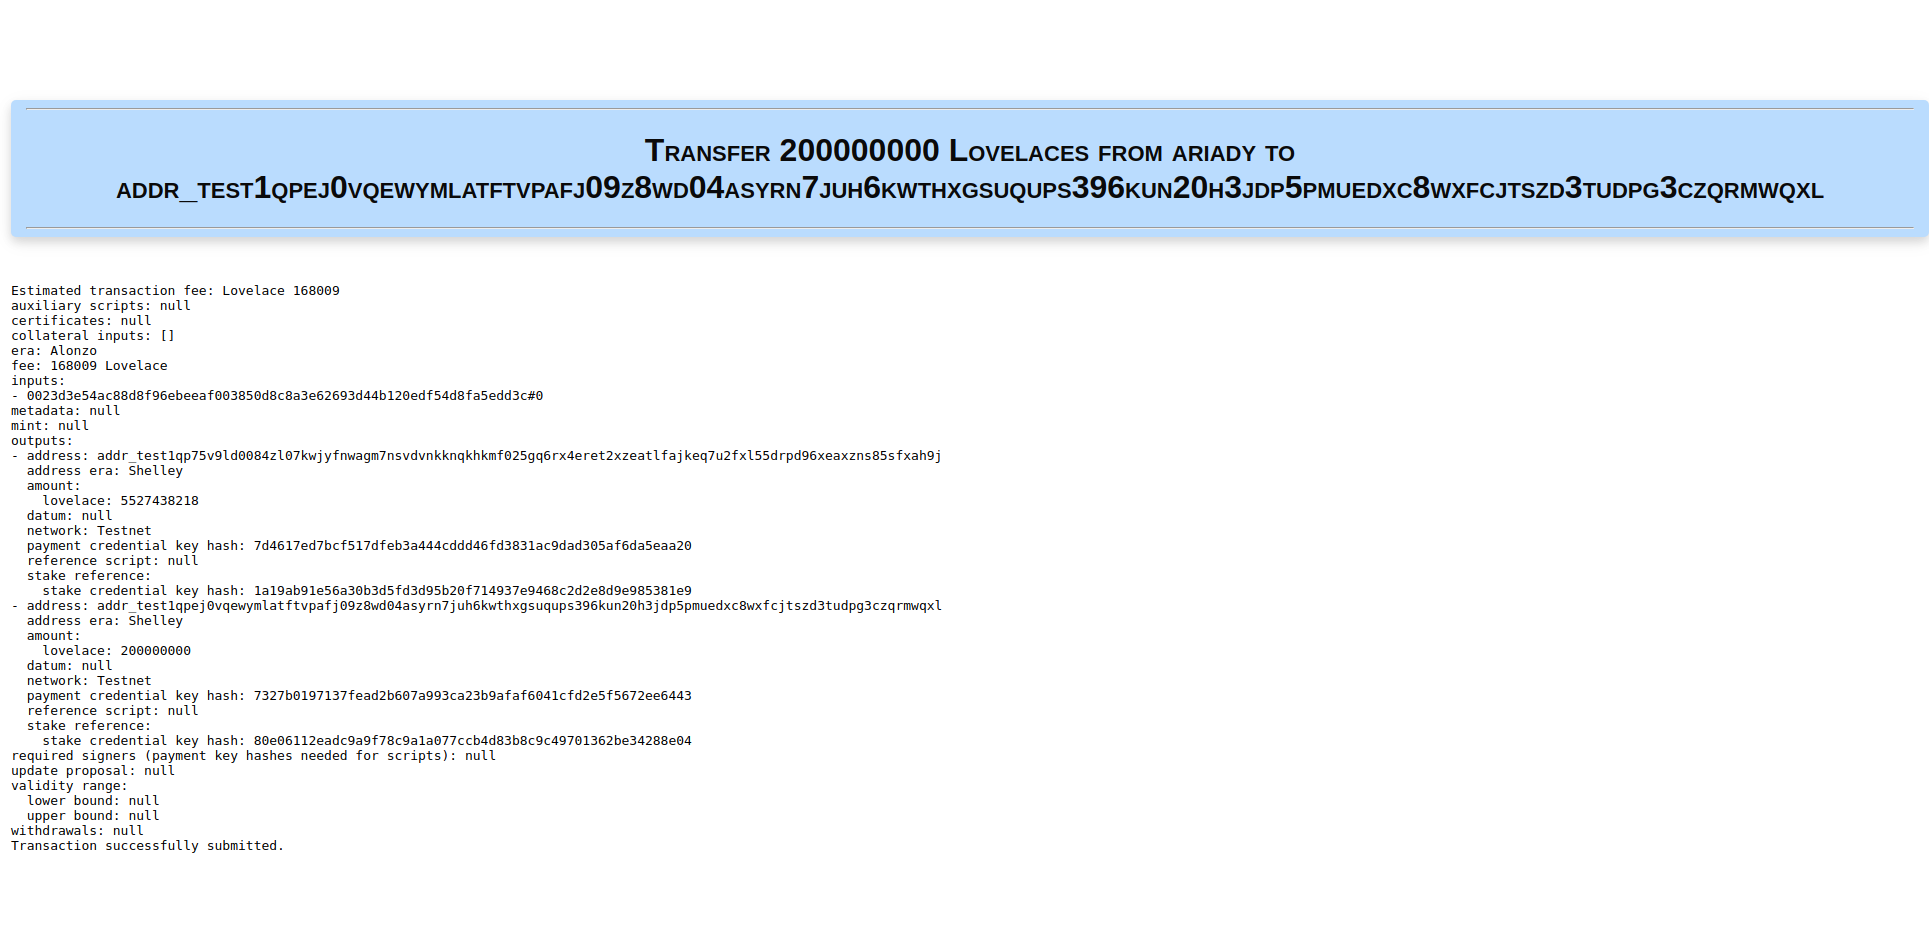 Transfer 200000000 Lovelaces from ariady to
addr_test1qpej0vqewymlatftvpafj09z8wd04asyrn7juh6kwthxgsuqups396kun20h3jdp5pmuedxc8wxfcjtszd3tudpg3czqrmwqxl
Estimated transaction fee: Lovelace 168009
auxiliary scripts: null
certificates: null
collateral inputs: []
era: Alonzo
fee: 168009 Lovelace
inputs:
- 0023d3e54ac88d8f96ebeeaf003850d8c8a3e62693d44b120edf54d8fa5edd3c#0
metadata: null
mint: null
outputs:
- address: addr_test1qp75v9ld0084zl07kwjyfnwagm7nsvdvnkknqkhkmf025gq6rx4eret2xzeatlfajkeq7u2fxl55drpd96xeaxzns85sfxah9j
  address era: Shelley
  amount:
    lovelace: 5527438218
  datum: null
  network: Testnet
  payment credential key hash: 7d4617ed7bcf517dfeb3a444cddd46fd3831ac9dad305af6da5eaa20
  reference script: null
  stake reference:
    stake credential key hash: 1a19ab91e56a30b3d5fd3d95b20f714937e9468c2d2e8d9e985381e9
- address: addr_test1qpej0vqewymlatftvpafj09z8wd04asyrn7juh6kwthxgsuqups396kun20h3jdp5pmuedxc8wxfcjtszd3tudpg3czqrmwqxl
  address era: Shelley
  amount:
    lovelace: 200000000
  datum: null
  network: Testnet
  payment credential key hash: 7327b0197137fead2b607a993ca23b9afaf6041cfd2e5f5672ee6443
  reference script: null
  stake reference:
    stake credential key hash: 80e06112eadc9a9f78c9a1a077ccb4d83b8c9c49701362be34288e04
required signers (payment key hashes needed for scripts): null
update proposal: null
validity range:
  lower bound: null
  upper bound: null
withdrawals: null
Transaction successfully submitted.